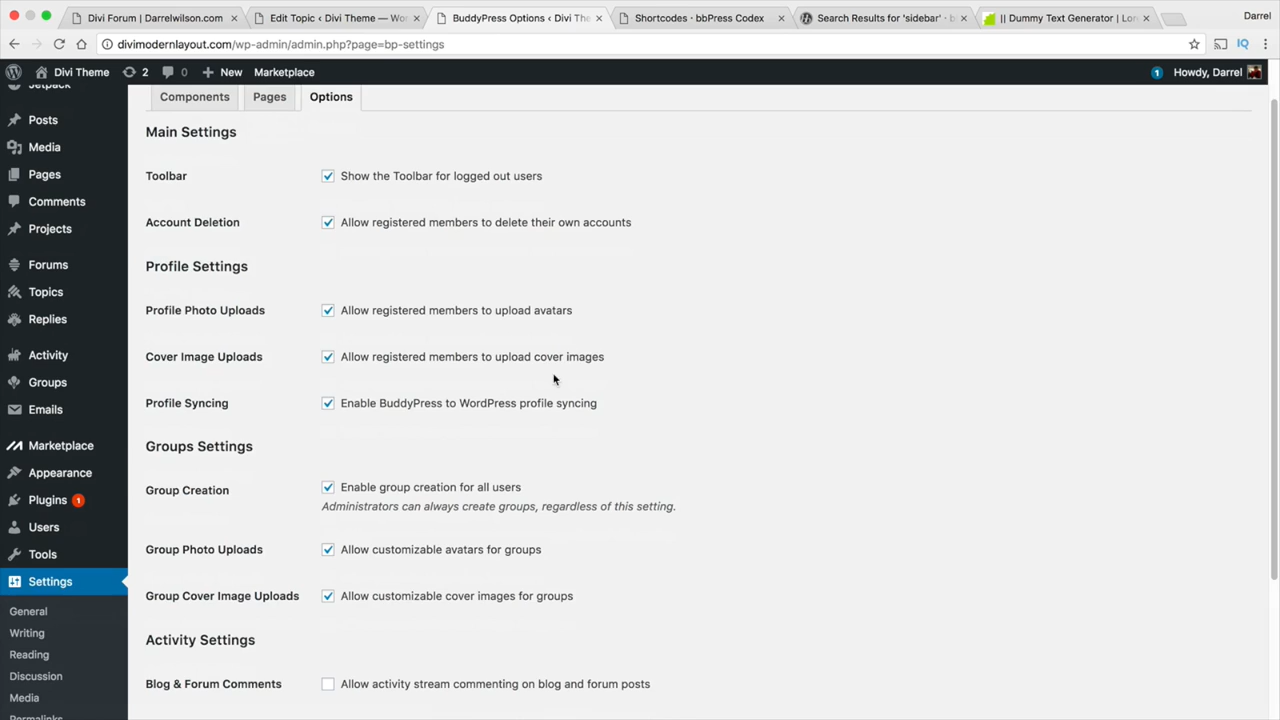 Divi Forum | Darrelwilson.com
Edit Topic ‹ Divi Theme — Wo
BuddyPress Options ‹ Divi The
Shortcodes · bbPress Codex
Search Results for 'sidebar' ·
|| Dummy Text Generator | Lor
Darrel
divimodernlayout.com/wp-admin/admin.php?page=bp-settings
IQ
Divi Theme
2
0
+ New
Marketplace
1
Howdy, Darrel
Jetpack
Posts
Media
Pages
Comments
Projects
Forums
Topics
Replies
Activity
Groups
Emails
Marketplace
Appearance
Plugins 1
Users
Tools
Settings
General
Writing
Reading
Discussion
Media
Permalinks
Components
Pages
Options
Main Settings
Toolbar
Show the Toolbar for logged out users
Account Deletion
Allow registered members to delete their own accounts
Profile Settings
Profile Photo Uploads
Allow registered members to upload avatars
Cover Image Uploads
Allow registered members to upload cover images
Profile Syncing
Enable BuddyPress to WordPress profile syncing
Groups Settings
Group Creation
Enable group creation for all users
Administrators can always create groups, regardless of this setting.
Group Photo Uploads
Allow customizable avatars for groups
Group Cover Image Uploads
Allow customizable cover images for groups
Activity Settings
Blog & Forum Comments
Allow activity stream commenting on blog and forum posts